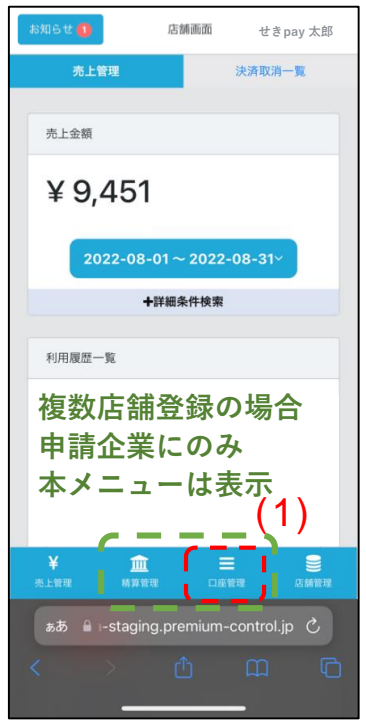 お知らせ 1 店舗画面 せきpay 太郎
売上管理 決済取消一覧
売上金額
¥ 9,451
2022-08-01 ~ 2022-08-31
+詳細条件検索
利用履歴一覧
複数店舗登録の場合
申請企業にのみ
本メニューは表示
(1)
¥
売上管理 精算管理 口座管理 店舗管理
ああ -staging.premium-control.jp